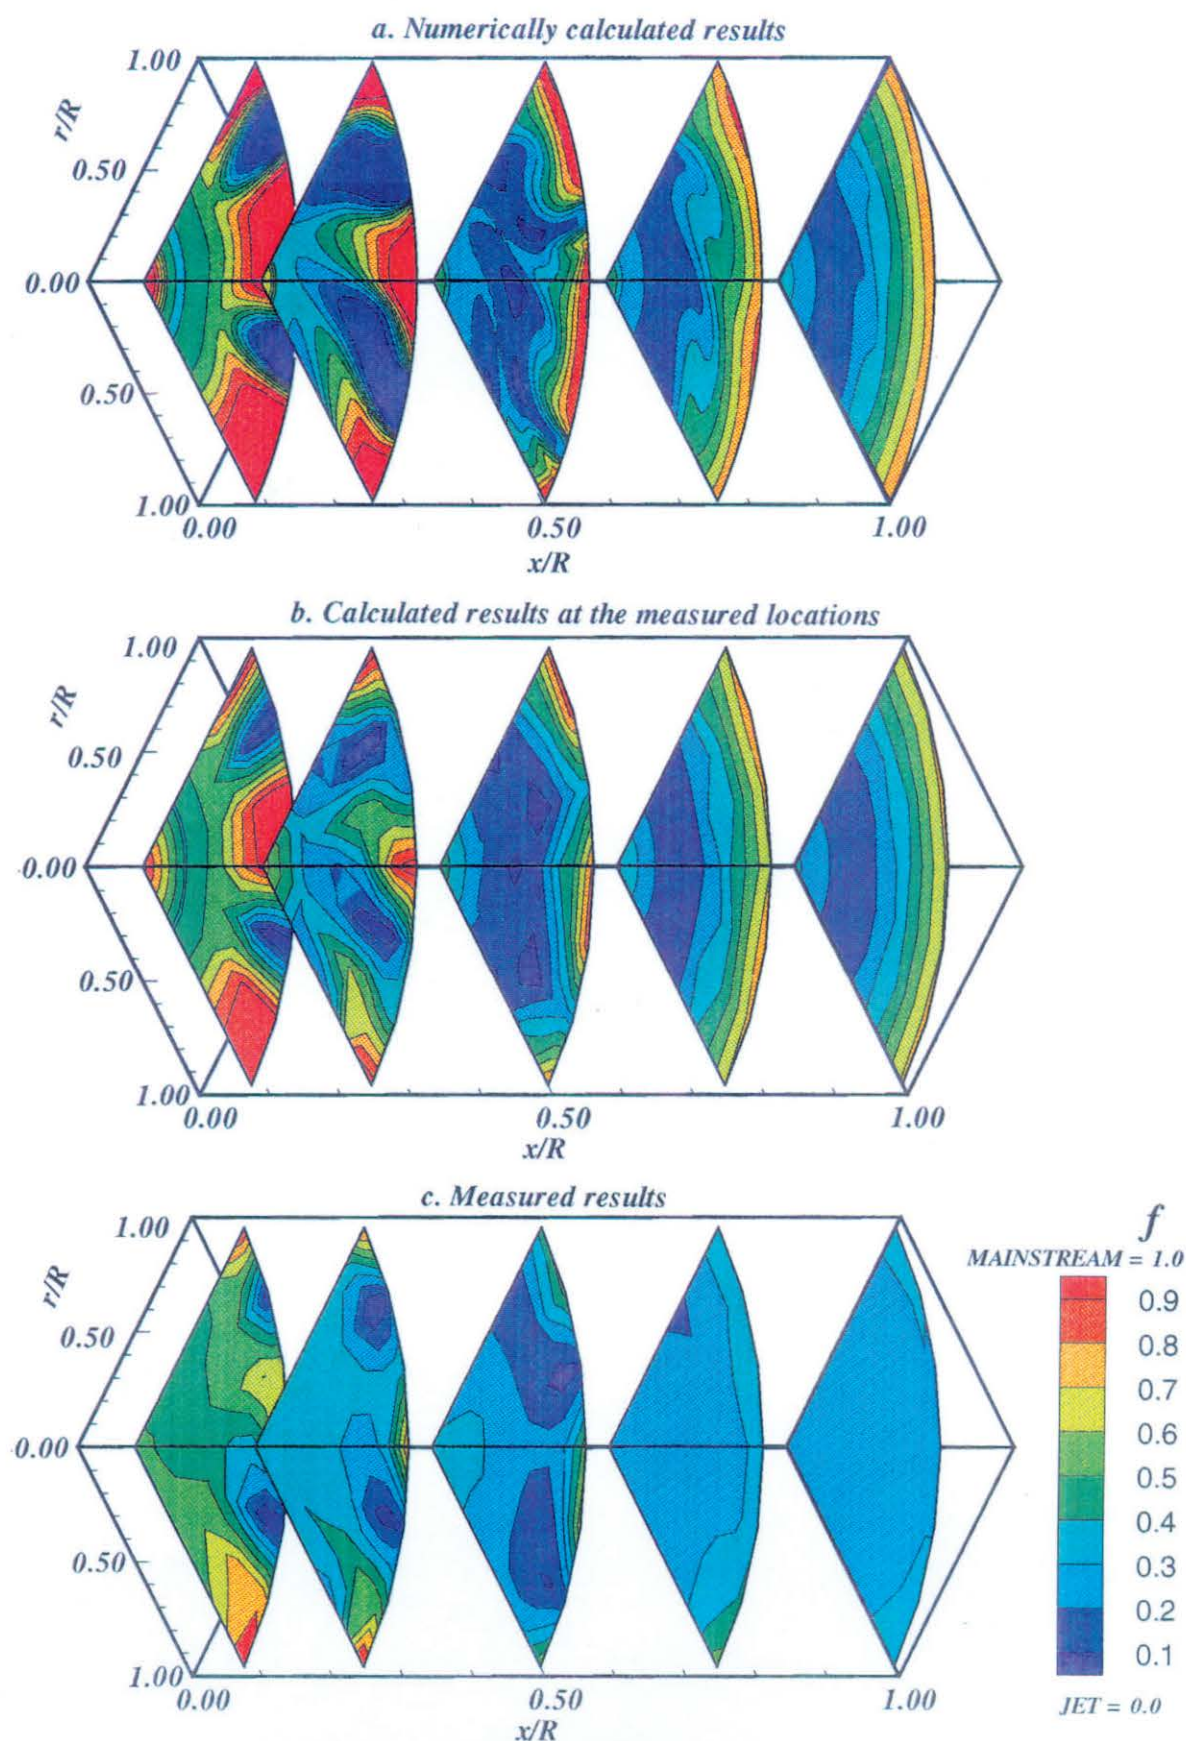 a. Numerically calculated results
1.00
r/R
0.50
0.00
0.50
1.00
0.00 0.50 1.00
x/R
b. Calculated results at the measured locations
1.00
r/R
0.50
0.00
0.50
1.00
0.00 0.50 1.00
x/R
c. Measured results
1.00
r/R
0.50
0.00
0.50
1.00
0.00 0.50 1.00
x/R
f
MAINSTREAM = 1.0
0.9
0.8
0.7
0.6
0.5
0.4
0.3
0.2
0.1
JET = 0.0